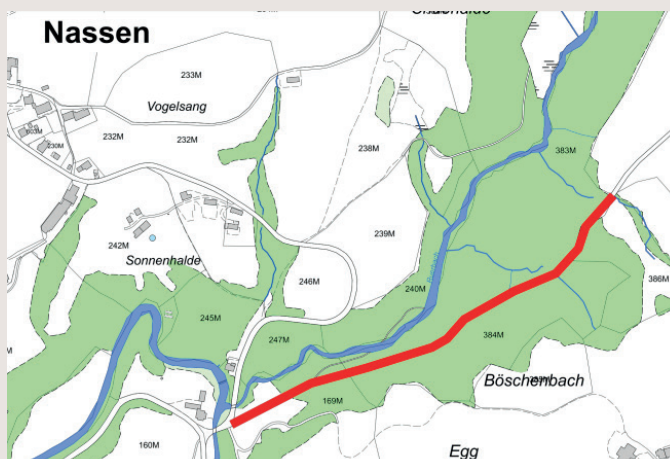 Nassen
233M
Vogelsang
232M
232M
230M
238M
383M
242M
239M
Sonnenhalde
246M
240M
386M
245M
247M
384M
Böschenbach
169M
160M
Egg